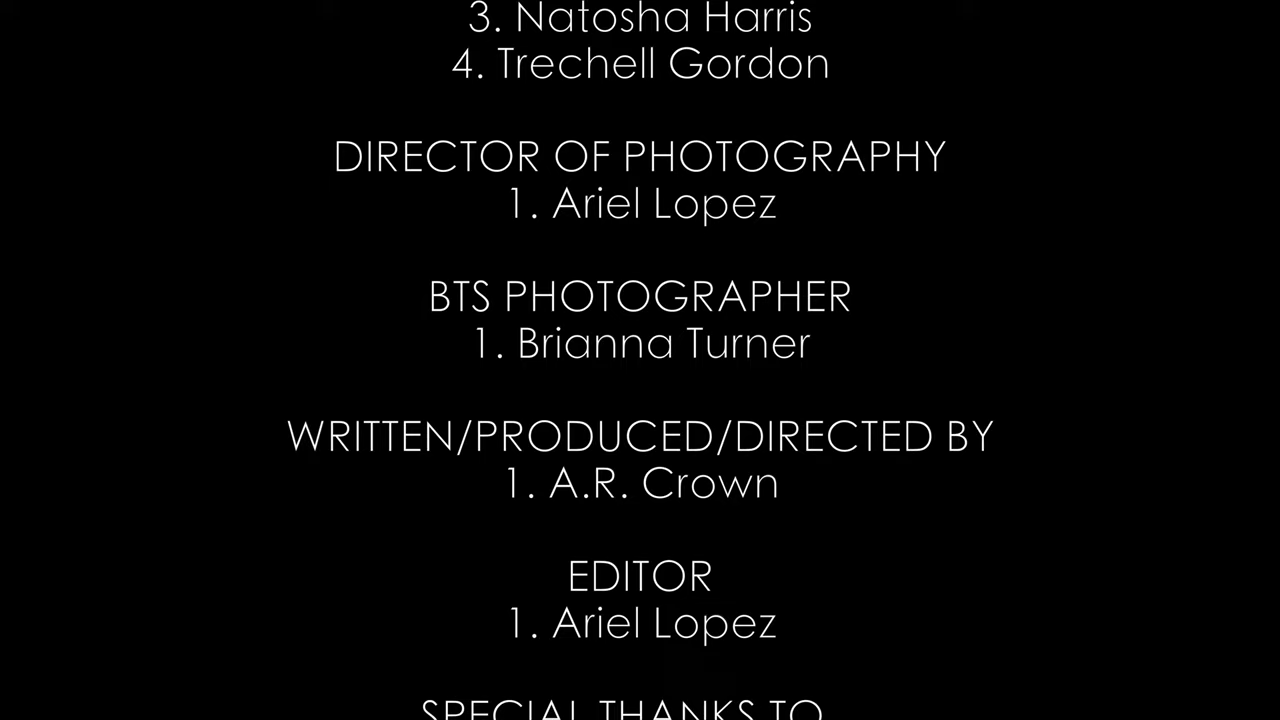 3. Natosha Harris
4. Trechell Gordon
DIRECTOR OF PHOTOGRAPHY
1. Ariel Lopez
BTS PHOTOGRAPHER
1. Brianna Turner
WRITTEN/PRODUCED/DIRECTED BY
1. A.R. Crown
EDITOR
1. Ariel Lopez
SPECIAL THANKS TO